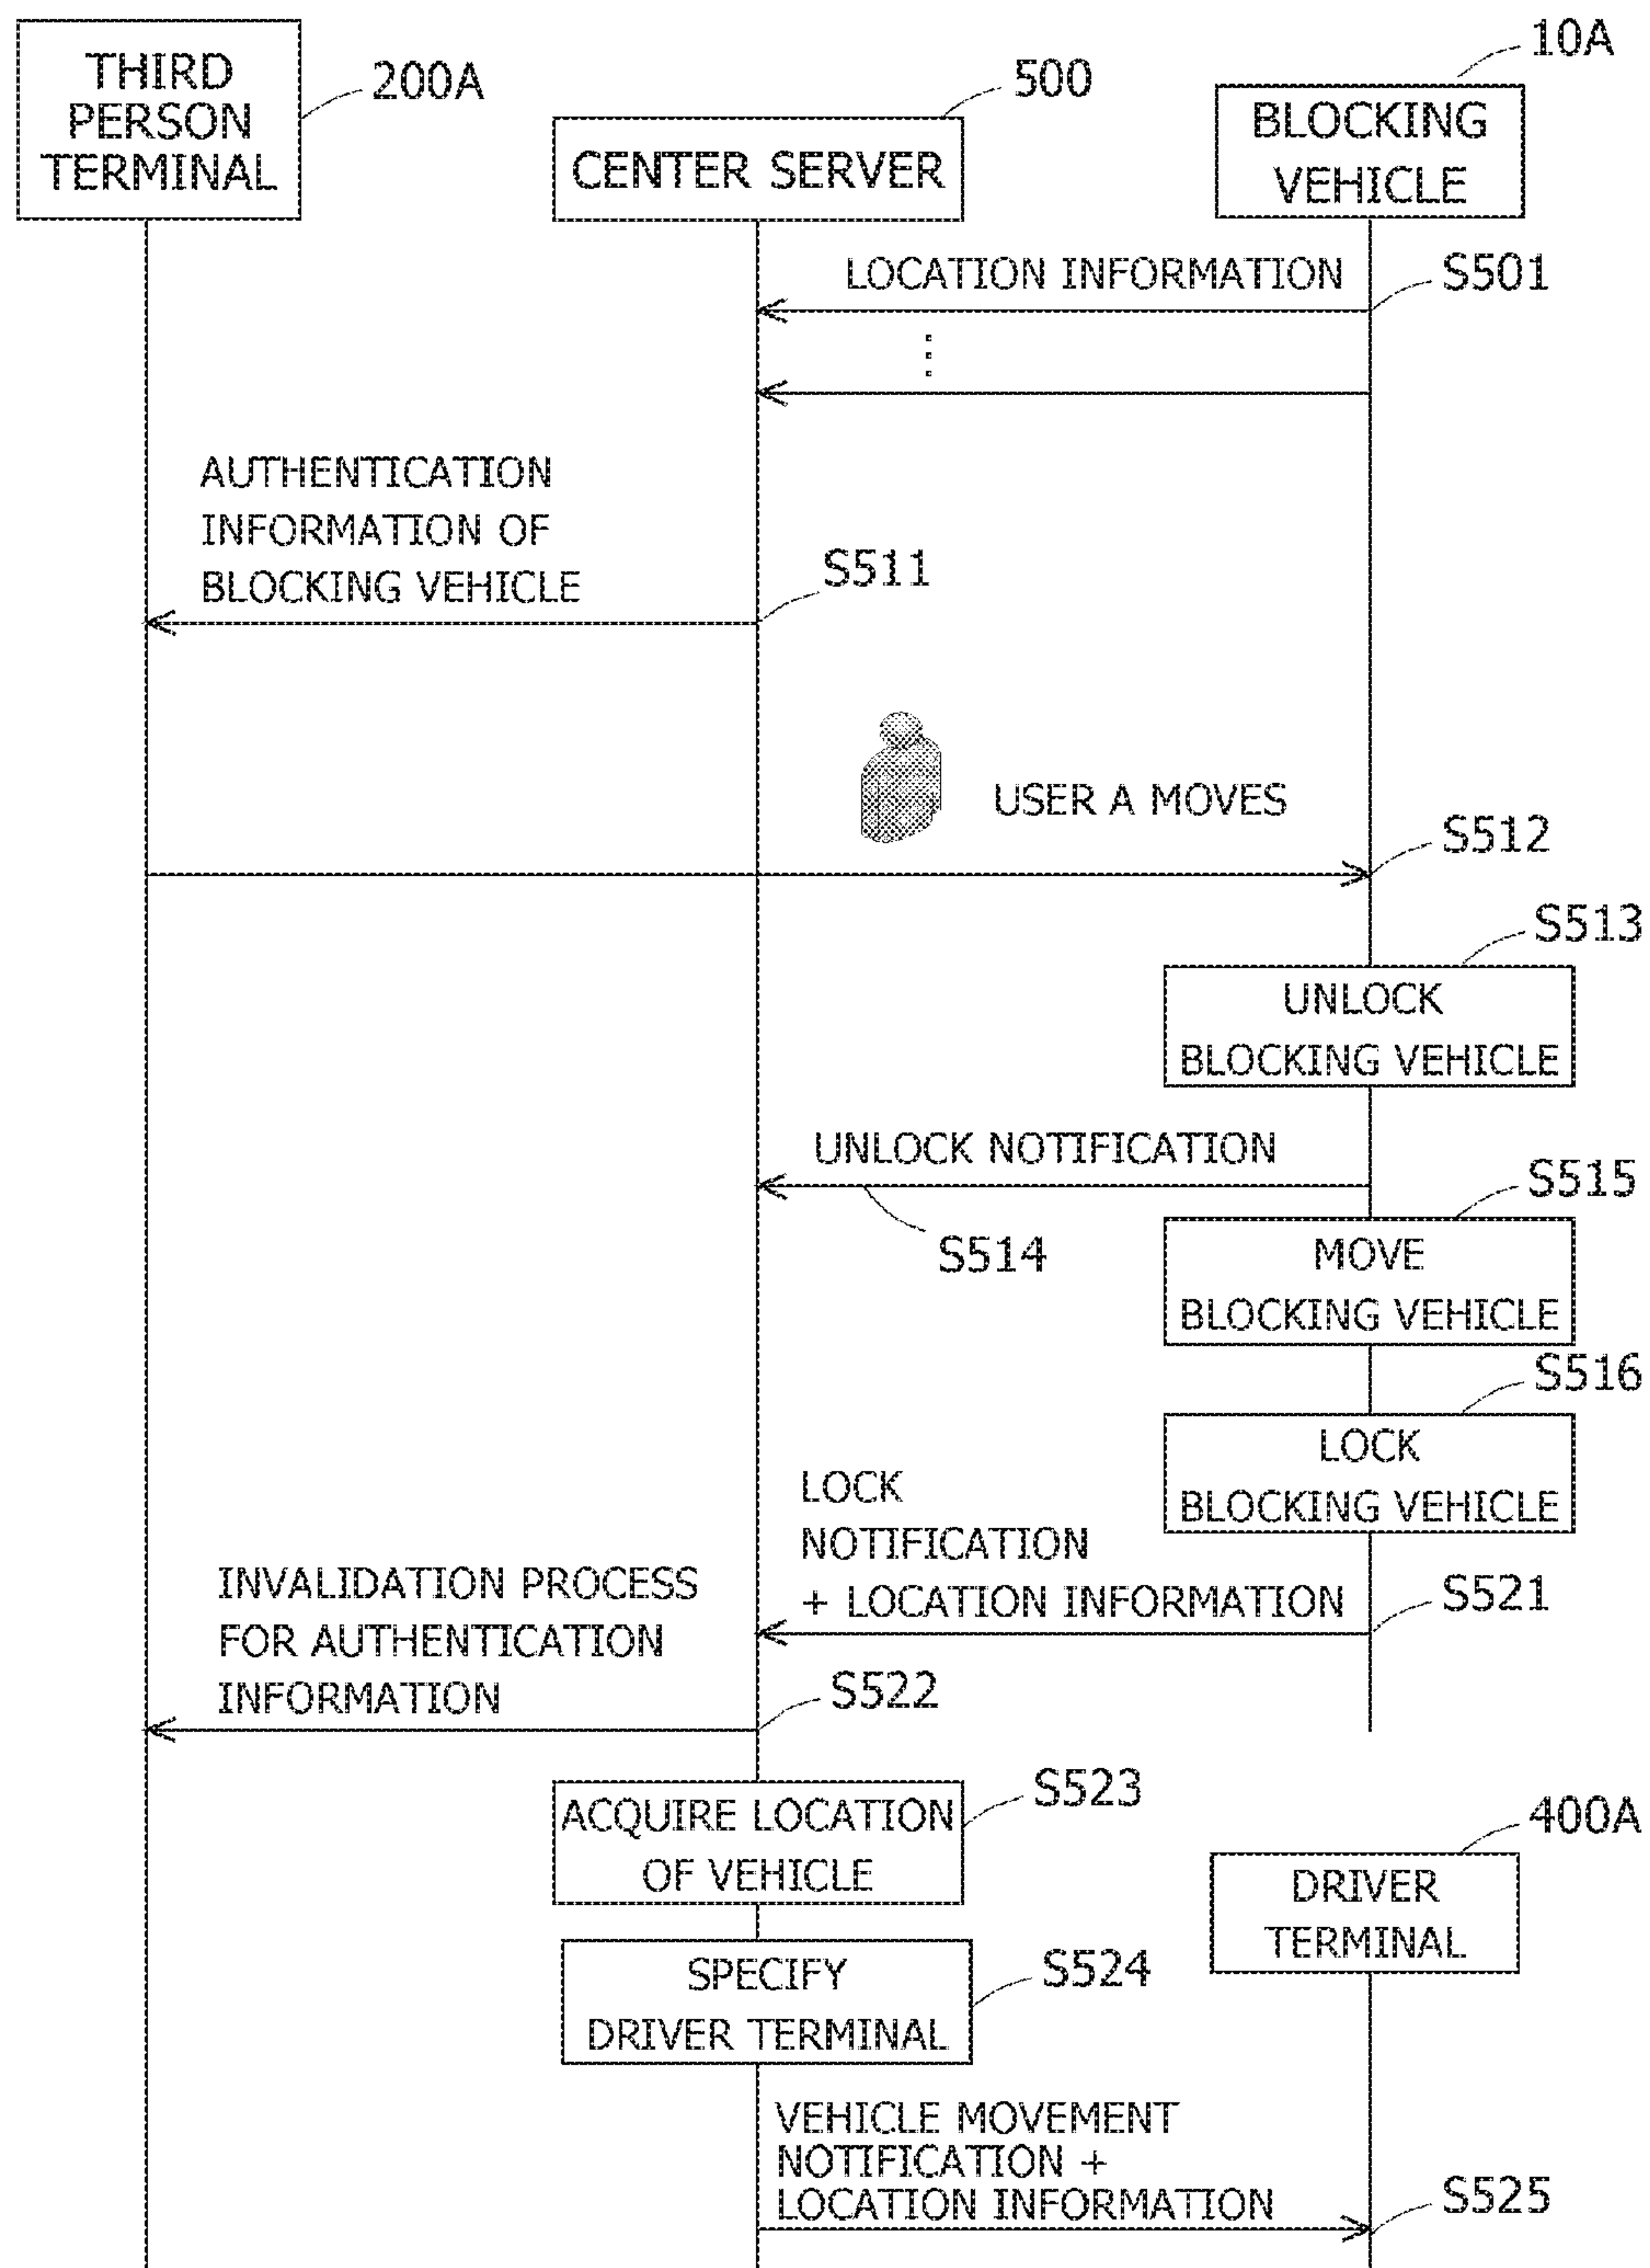 THIRD
PERSON
TERMINAL
200A
500
CENTER SERVER
10A
BLOCKING
VEHICLE
LOCATION INFORMATION
S501
AUTHENTICATION
INFORMATION OF
BLOCKING VEHICLE
S511
USER A MOVES
S512
S513
UNLOCK
BLOCKING VEHICLE
UNLOCK NOTIFICATION
S514
S515
MOVE
BLOCKING VEHICLE
S516
LOCK
BLOCKING VEHICLE
LOCK
NOTIFICATION
+ LOCATION INFORMATION
S521
INVALIDATION PROCESS
FOR AUTHENTICATION
INFORMATION
S522
ACQUIRE LOCATION
OF VEHICLE
S523
400A
DRIVER
TERMINAL
SPECIFY
DRIVER TERMINAL
S524
VEHICLE MOVEMENT
NOTIFICATION +
LOCATION INFORMATION
S525